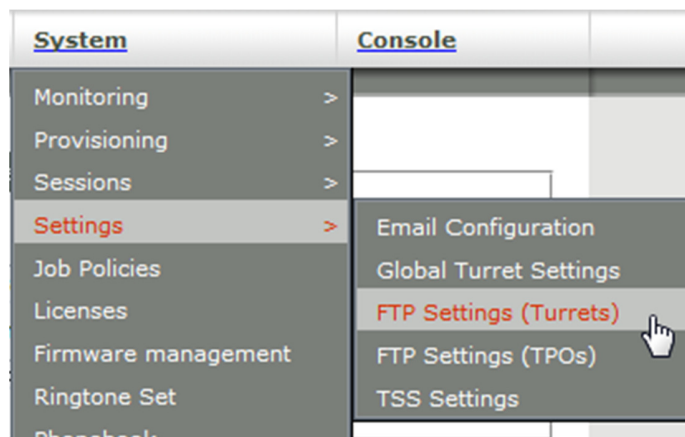 System
Console
Monitoring >
Provisioning >
Sessions >
Settings >
Job Policies
Licenses
Firmware management
Ringtone Set
Phonebook
Email Configuration
Global Turret Settings
FTP Settings (Turrets)
FTP Settings (TPOs)
TSS Settings